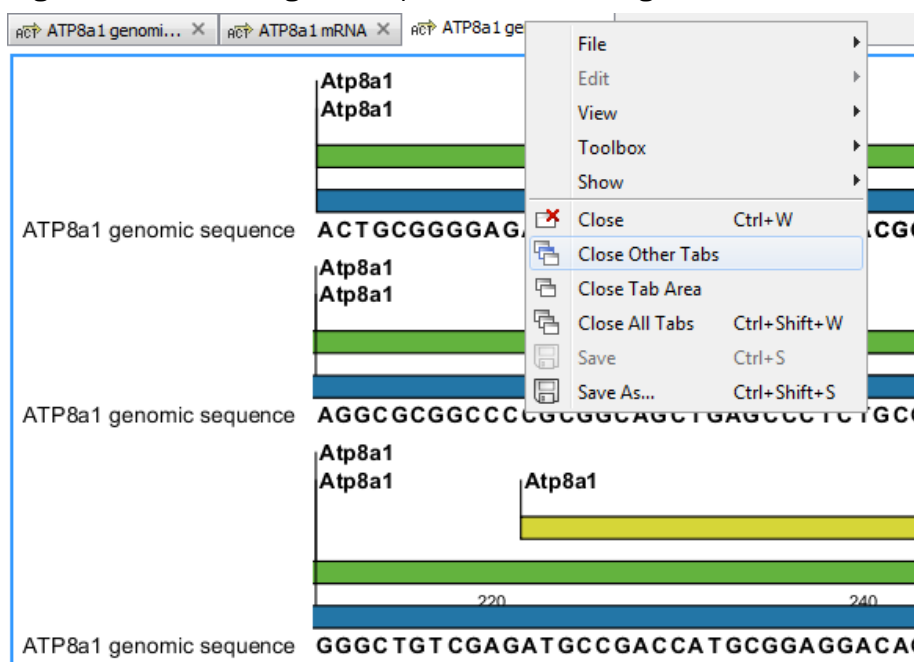 ATP8a1 genomi...
ATP8a1 mRNA
ATP8a1 ge
File
Edit
View
Toolbox
Show
Close Ctrl+W
Close Other Tabs
Close Tab Area
Close All Tabs Ctrl+Shift+W
Save Ctrl+S
Save As... Ctrl+Shift+S
Atp8a1
Atp8a1
ATP8a1 genomic sequence ACTGCGGGGAGA
Atp8a1
Atp8a1
ATP8a1 genomic sequence AGGCGCGGCCCCGCGGCAGCTGAGCCCTCTGC
Atp8a1
Atp8a1 Atp8a1
220 240
ATP8a1 genomic sequence GGGCTGTCGAGATGCCGACCATGCGGAGGACA